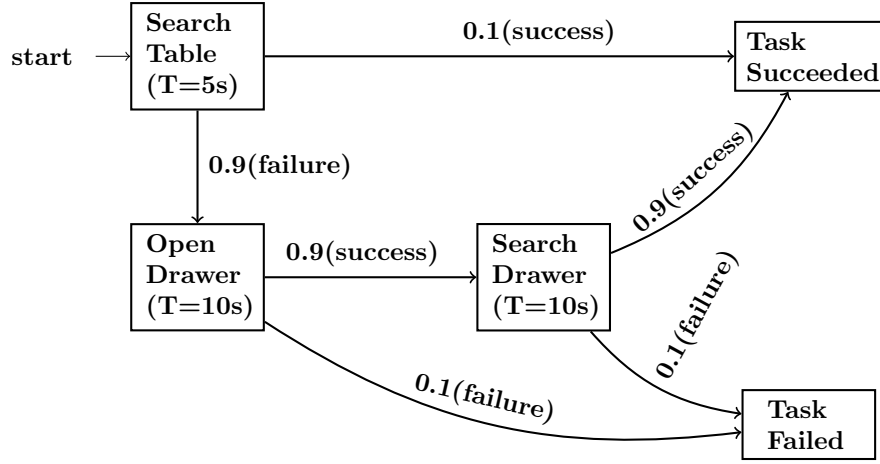 start
Search
Table
(T=5s)
0.1(success)
Task
Succeeded
0.9(failure)
Open
Drawer
(T=10s)
0.9(success)
Search
Drawer
(T=10s)
0.9(success)
0.1(failure)
0.1(failure)
Task
Failed